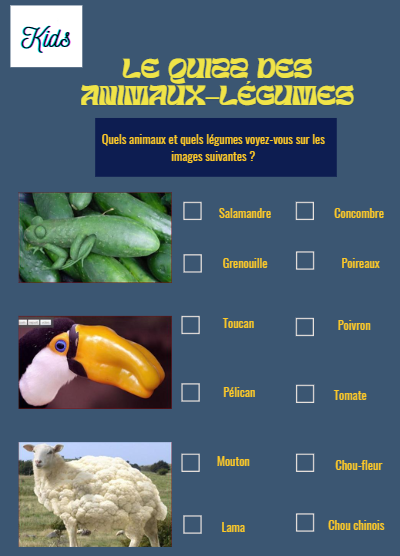 Kids
LE QUIZZ DES
ANIMAUX-LÉGUMES
Quels animaux et quels légumes voyez-vous sur les
images suivantes ?
Salamandre
Concombre
Grenouille
Poireaux
Toucan
Poivron
Pélican
Tomate
Mouton
Chou-fleur
Lama
Chou chinois